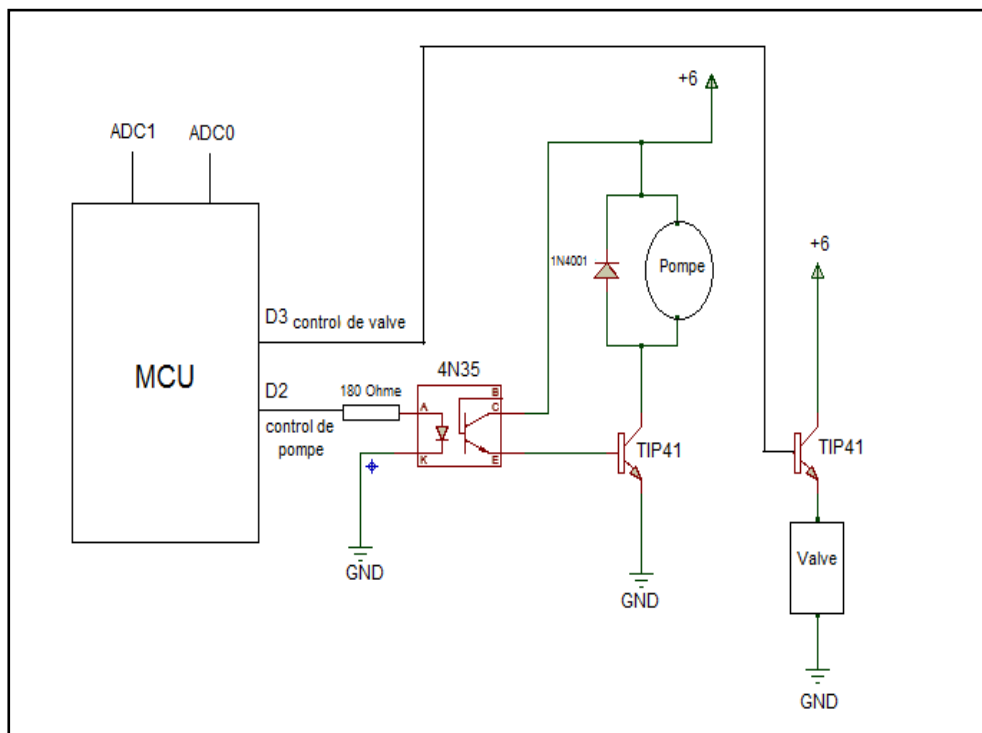 +6
ADC1
ADC0
+6
1N4001
Pompe
D3 control de valve
4N35
MCU
D2
180 Ohme
control de
pompe
A
B
C
K
E
TIP41
TIP41
Valve
GND
GND
GND